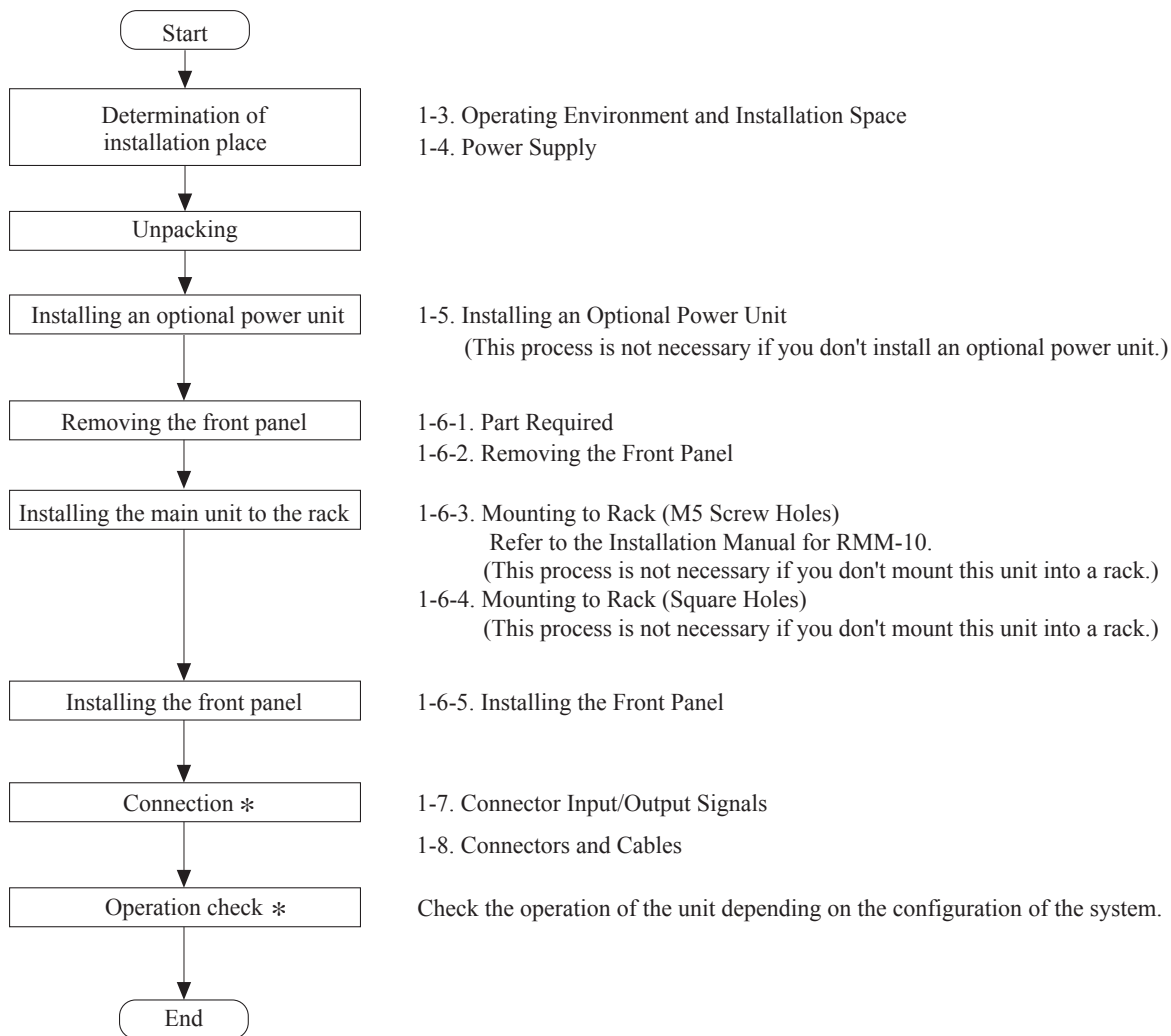 Start
Determination of
installation place
1-3. Operating Environment and Installation Space
1-4. Power Supply
Unpacking
Installing an optional power unit
1-5. Installing an Optional Power Unit
(This process is not necessary if you don't install an optional power unit.)
Removing the front panel
1-6-1. Part Required
1-6-2. Removing the Front Panel
Installing the main unit to the rack
1-6-3. Mounting to Rack (M5 Screw Holes)
Refer to the Installation Manual for RMM-10.
(This process is not necessary if you don't mount this unit into a rack.)
1-6-4. Mounting to Rack (Square Holes)
(This process is not necessary if you don't mount this unit into a rack.)
Installing the front panel
1-6-5. Installing the Front Panel
Connection *
1-7. Connector Input/Output Signals
1-8. Connectors and Cables
Operation check *
Check the operation of the unit depending on the configuration of the system.
End